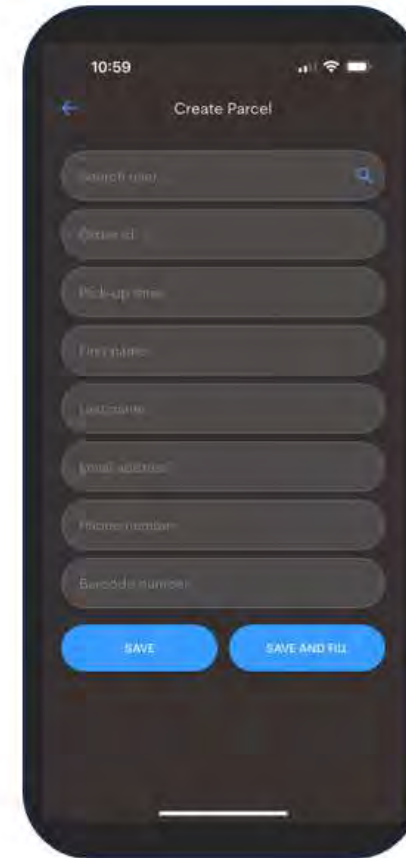 10:59
Create Parcel
Search user...
Order id
Pick-up time
First name
Last name
Email address
Phone number
Barcode number
SAVE
SAVE AND FILL